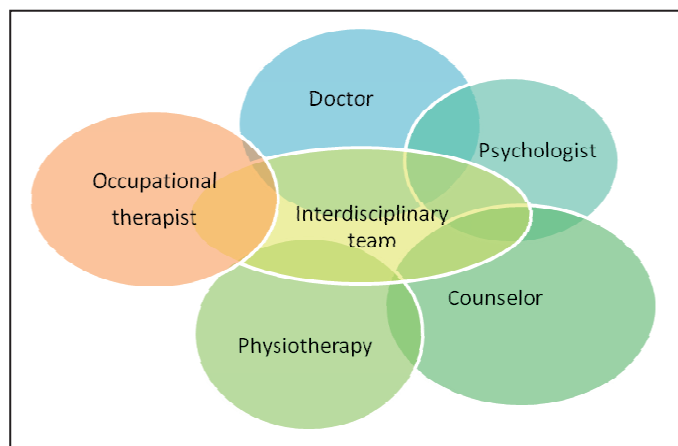 Doctor
Psychologist
Occupational
therapist
Interdisciplinary
team
Counselor
Physiotherapy